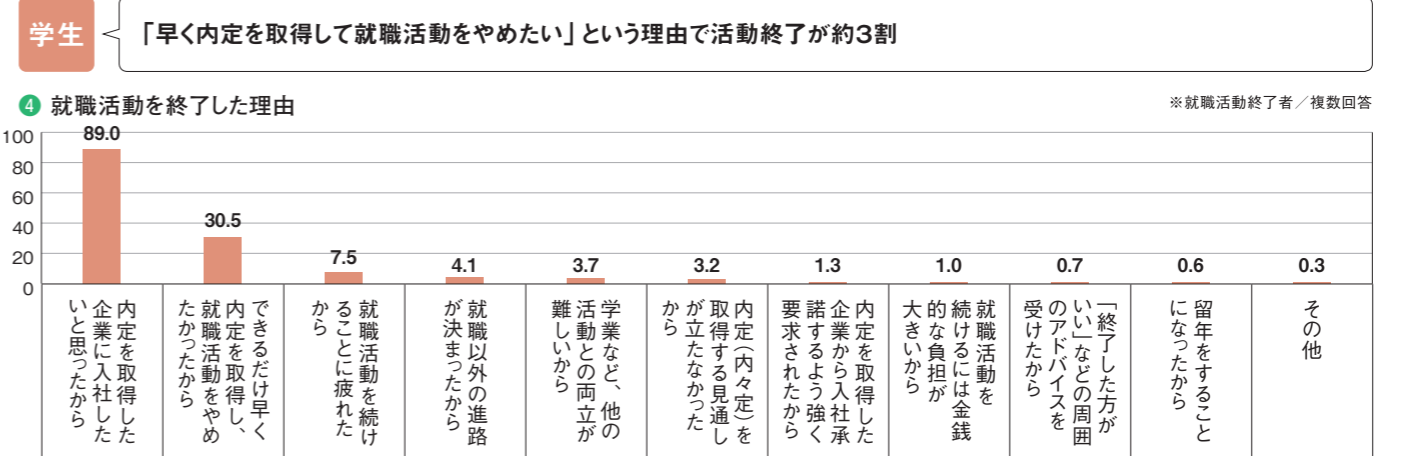 学生
「早く内定を取得して就職活動をやめたい」という理由で活動終了が約3割
4 就職活動を終了した理由
※就職活動終了者／複数回答
100
80
60
40
20
0
89.0
30.5
7.5
4.1
3.7
3.2
1.3
1.0
0.7
0.6
0.3
内定を取得した
企業に入社した
いと思ったから
できるだけ早く
内定を取得し、
就職活動をやめ
たかったから
就職活動を続け
ることに疲れた
から
就職以外の進路
が決まったから
学業など、他の
活動との両立が
難しいから
内定（内々定）を
取得する見通し
が立たなかった
から
内定を取得した
企業から入社承
諾するよう強く
要求されたから
就職活動を
続けるには金銭
的な負担が
大きいから
「終了した方が
いい」などの周囲
のアドバイスを
受けたから
留年をすること
になったから
その他